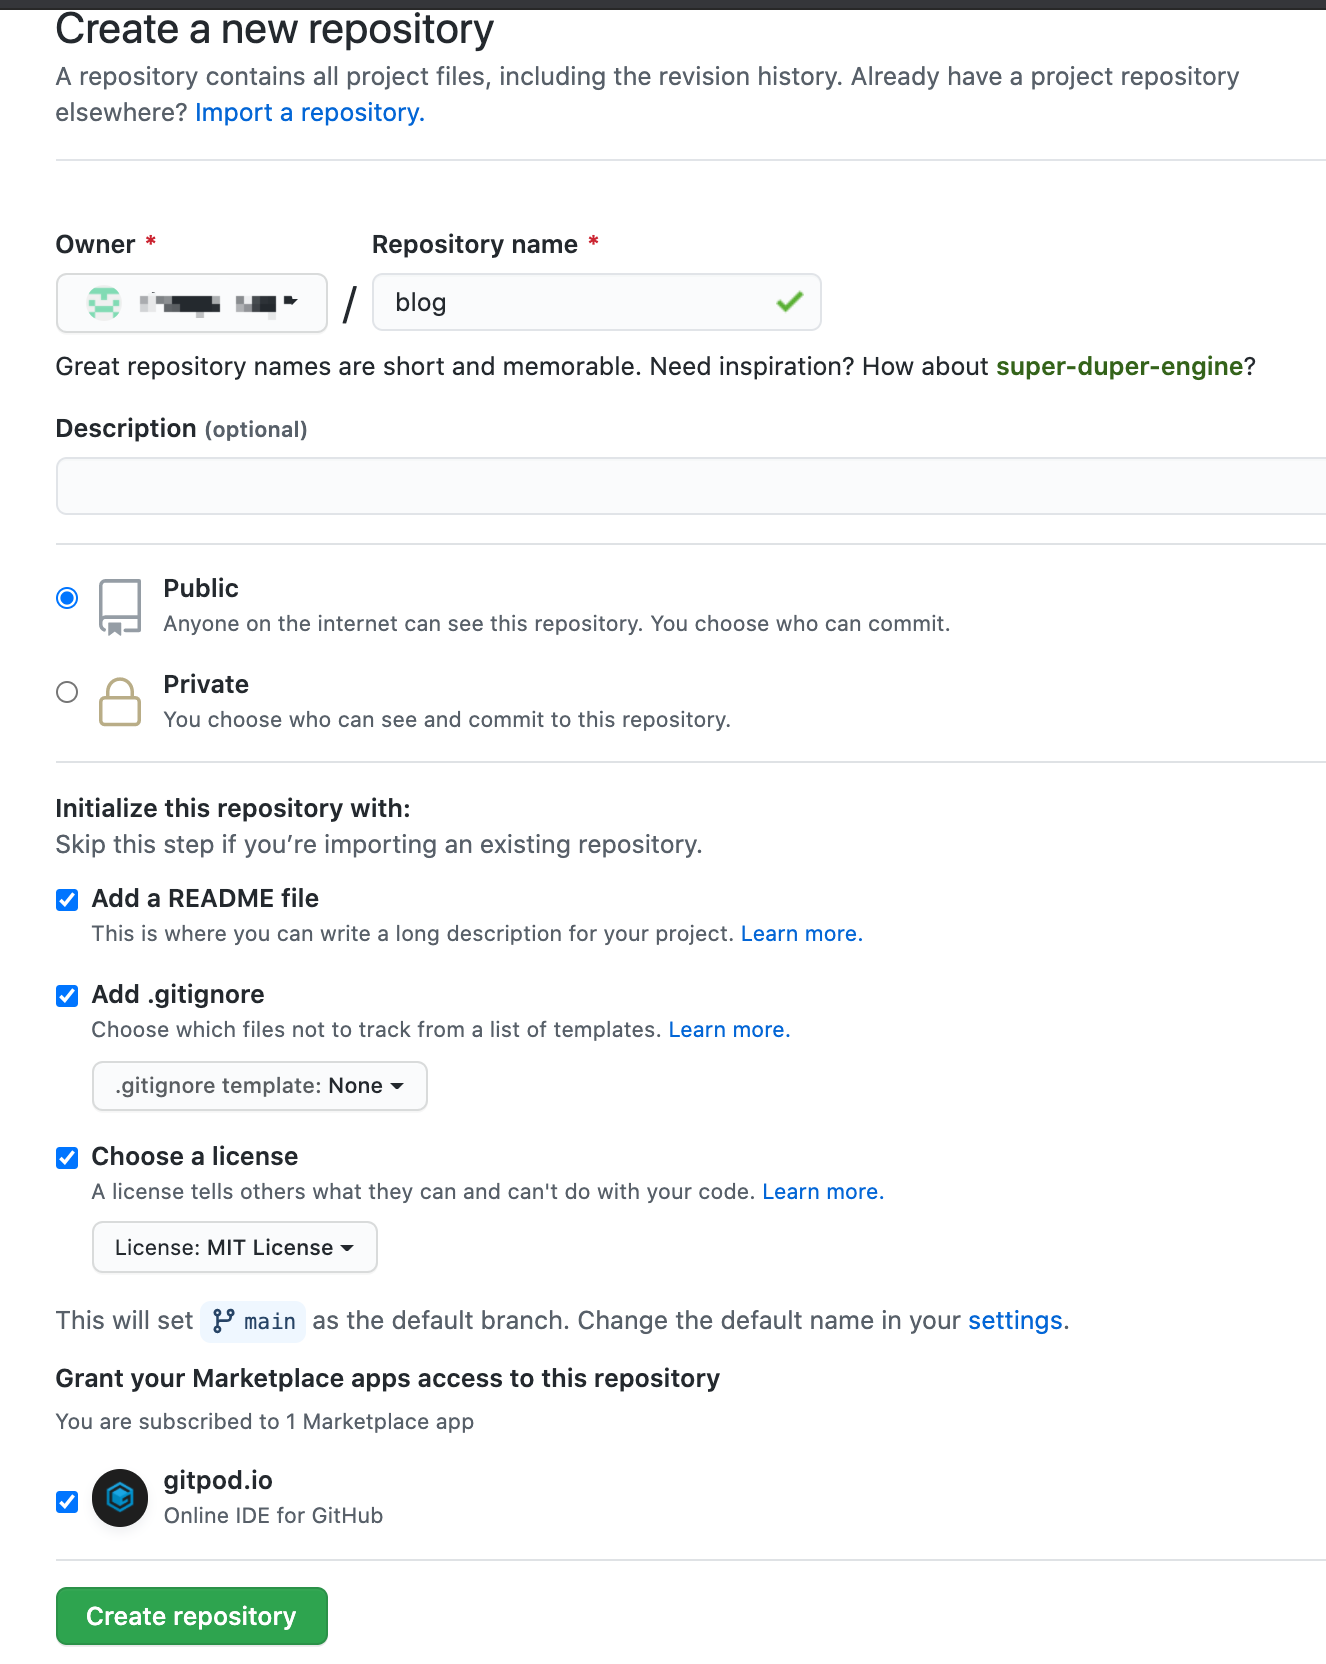 Create a new repository
A repository contains all project files, including the revision history. Already have a project repository
elsewhere? Import a repository.
Owner *
Repository name *
/ blog
Great repository names are short and memorable. Need inspiration? How about super-duper-engine?
Description (optional)
Public
Anyone on the internet can see this repository. You choose who can commit.
Private
You choose who can see and commit to this repository.
Initialize this repository with:
Skip this step if you’re importing an existing repository.
Add a README file
This is where you can write a long description for your project. Learn more.
Add .gitignore
Choose which files not to track from a list of templates. Learn more.
.gitignore template: None
Choose a license
A license tells others what they can and can't do with your code. Learn more.
License: MIT License
This will set main as the default branch. Change the default name in your settings.
Grant your Marketplace apps access to this repository
You are subscribed to 1 Marketplace app
gitpod.io
Online IDE for GitHub
Create repository